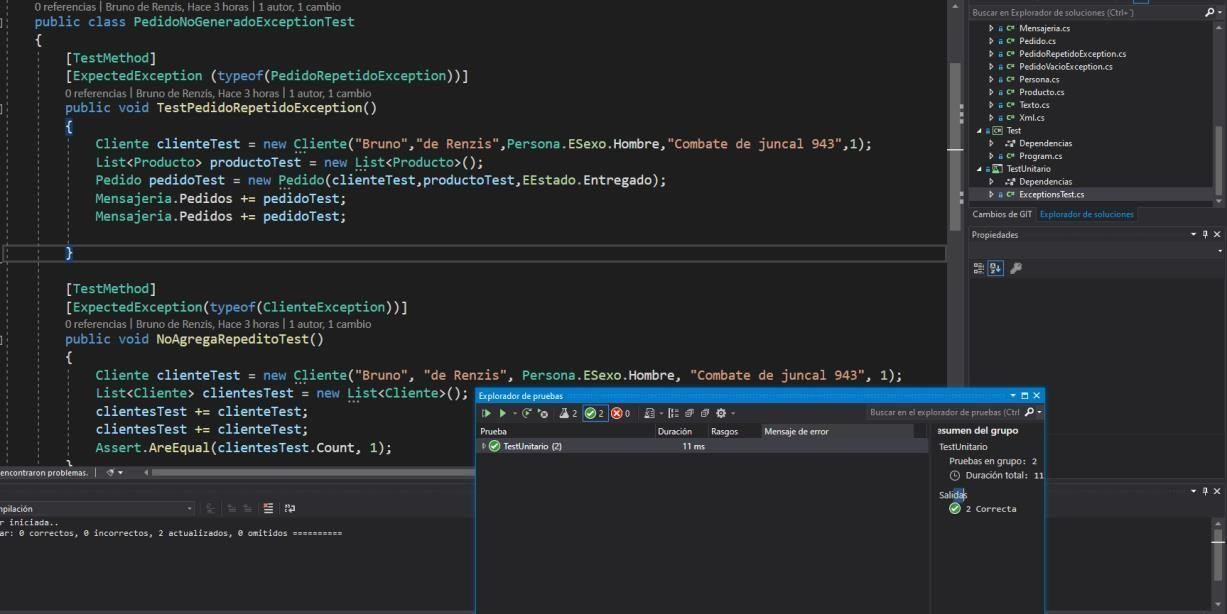 0 referencias | Bruno de Renzis, Hace 3 horas | 1 autor, 1 cambio
public class PedidoNoGeneradoExceptionTest
{
[TestMethod]
[ExpectedException (typeof(PedidoRepetidoException))]
0 referencias | Bruno de Renzis, Hace 3 horas | 1 autor, 1 cambio
public void TestPedidoRepetidoException()
{
Cliente clienteTest = new Cliente("Bruno","de Renzis",Persona.ESexo.Hombre,"Combate de juncal 943",1);
List<Producto> productoTest = new List<Producto>();
Pedido pedidoTest = new Pedido(clienteTest,productoTest,EEstado.Entregado);
Mensajeria.Pedidos += pedidoTest;
Mensajeria.Pedidos += pedidoTest;
}
[TestMethod]
[ExpectedException(typeof(ClienteException))]
0 referencias | Bruno de Renzis, Hace 3 horas | 1 autor, 1 cambio
public void NoAgregaRepeditoTest()
{
Cliente clienteTest = new Cliente("Bruno", "de Renzis", Persona.ESexo.Hombre, "Combate de juncal 943", 1);
List<Cliente> clientesTest = new List<Cliente>();
clientesTest += clienteTest;
clientesTest += clienteTest;
Assert.AreEqual(clientesTest.Count, 1);
}
encontraron problemas.
mpilación
r iniciada..
ar: 0 correctos, 0 incorrectos, 2 actualizados, 0 omitidos ==========
Explorador de pruebas
2 2 0
Buscar en el explorador de pruebas (Ctrl
Prueba Duración Rasgos Mensaje de error
TestUnitario (2) 11 ms
esumen del grupo
TestUnitario
Pruebas en grupo: 2
Duración total: 11
Salidas
2 Correcta
Buscar en Explorador de soluciones (Ctrl+¨)
C# Mensajeria.cs
C# Pedido.cs
C# PedidoRepetidoException.cs
C# PedidoVacioException.cs
C# Persona.cs
C# Producto.cs
C# Texto.cs
C# Xml.cs
C# Test
Dependencias
C# Program.cs
TestUnitario
Dependencias
C# ExceptionsTest.cs
Cambios de GIT Explorador de soluciones
Propiedades